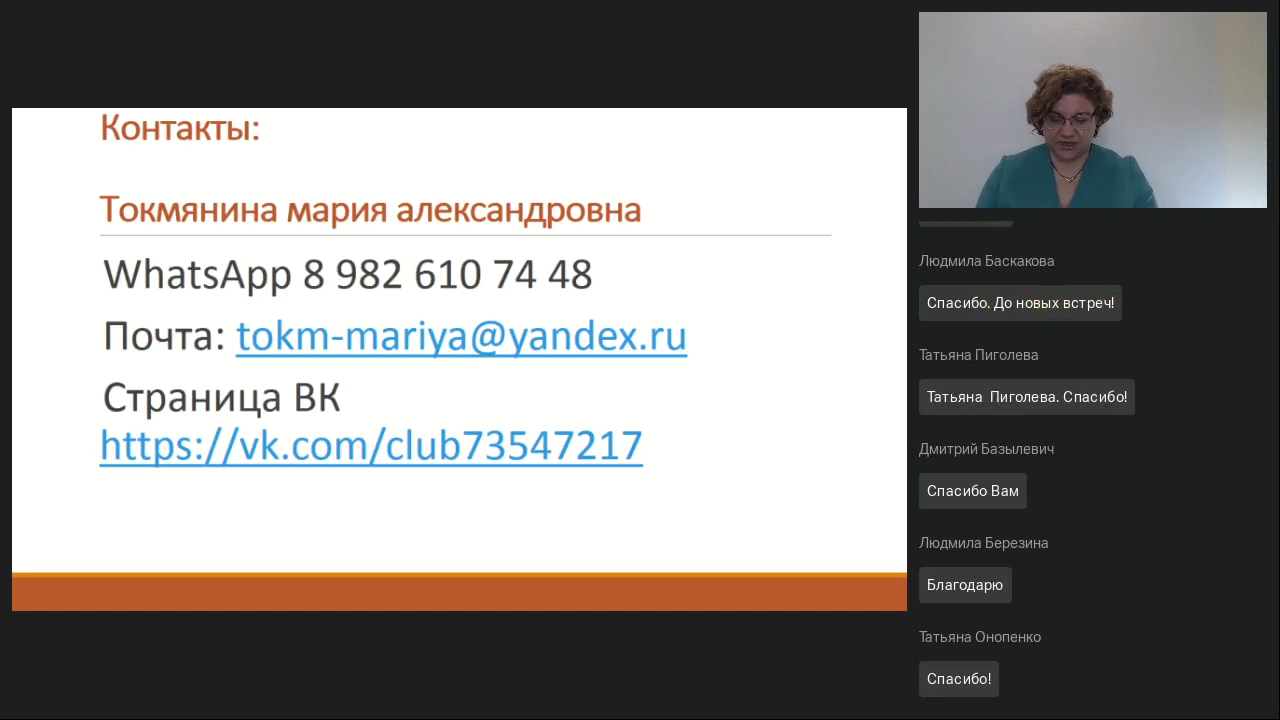 Контакты:
Токмянина мария александровна
WhatsApp 8 982 610 74 48
Почта: tokm-mariya@yandex.ru
Страница ВК
https://vk.com/club73547217
Людмила Баскакова
Спасибо. До новых встреч!
Татьяна Пиголева
Татьяна Пиголева. Спасибо!
Дмитрий Базылевич
Спасибо Вам
Людмила Березина
Благодарю
Татьяна Онопенко
Спасибо!